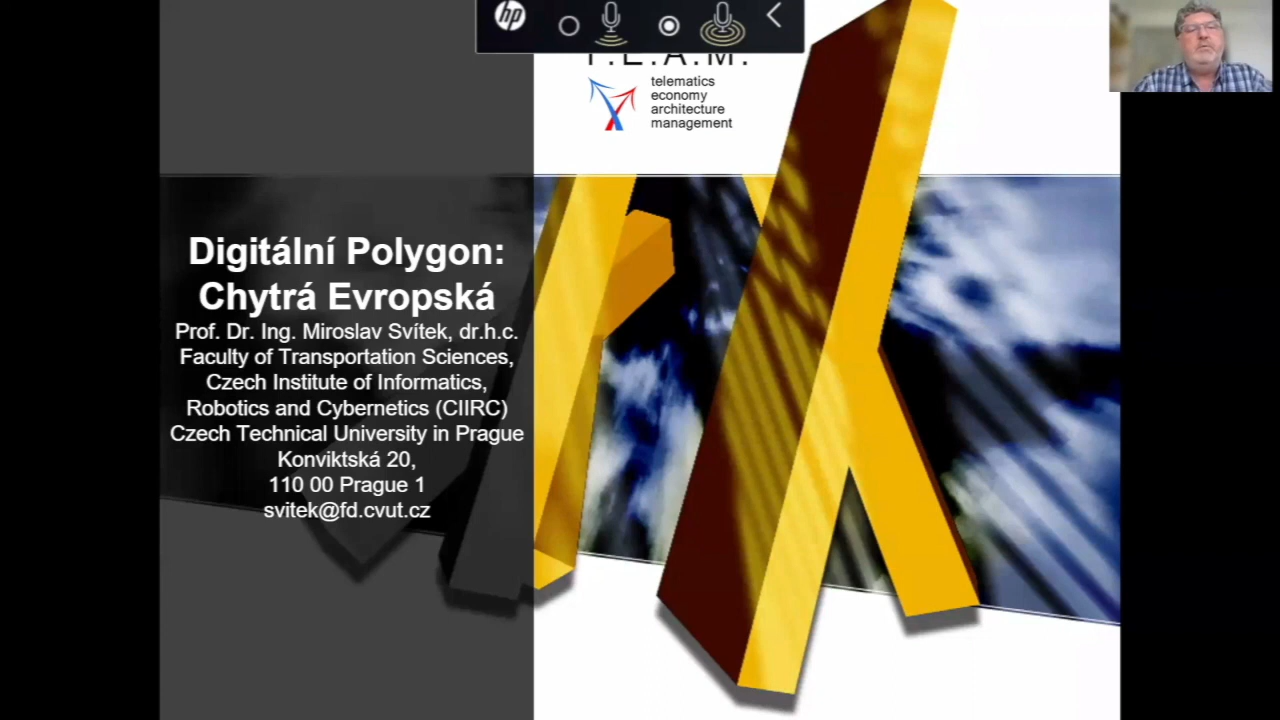 hp
T.E.A.M.
telematics
economy
architecture
management
Digitální Polygon:
Chytrá Evropská
Prof. Dr. Ing. Miroslav Svítek, dr.h.c.
Faculty of Transportation Sciences,
Czech Institute of Informatics,
Robotics and Cybernetics (CIIRC)
Czech Technical University in Prague
Konviktská 20,
110 00 Prague 1
svitek@fd.cvut.cz